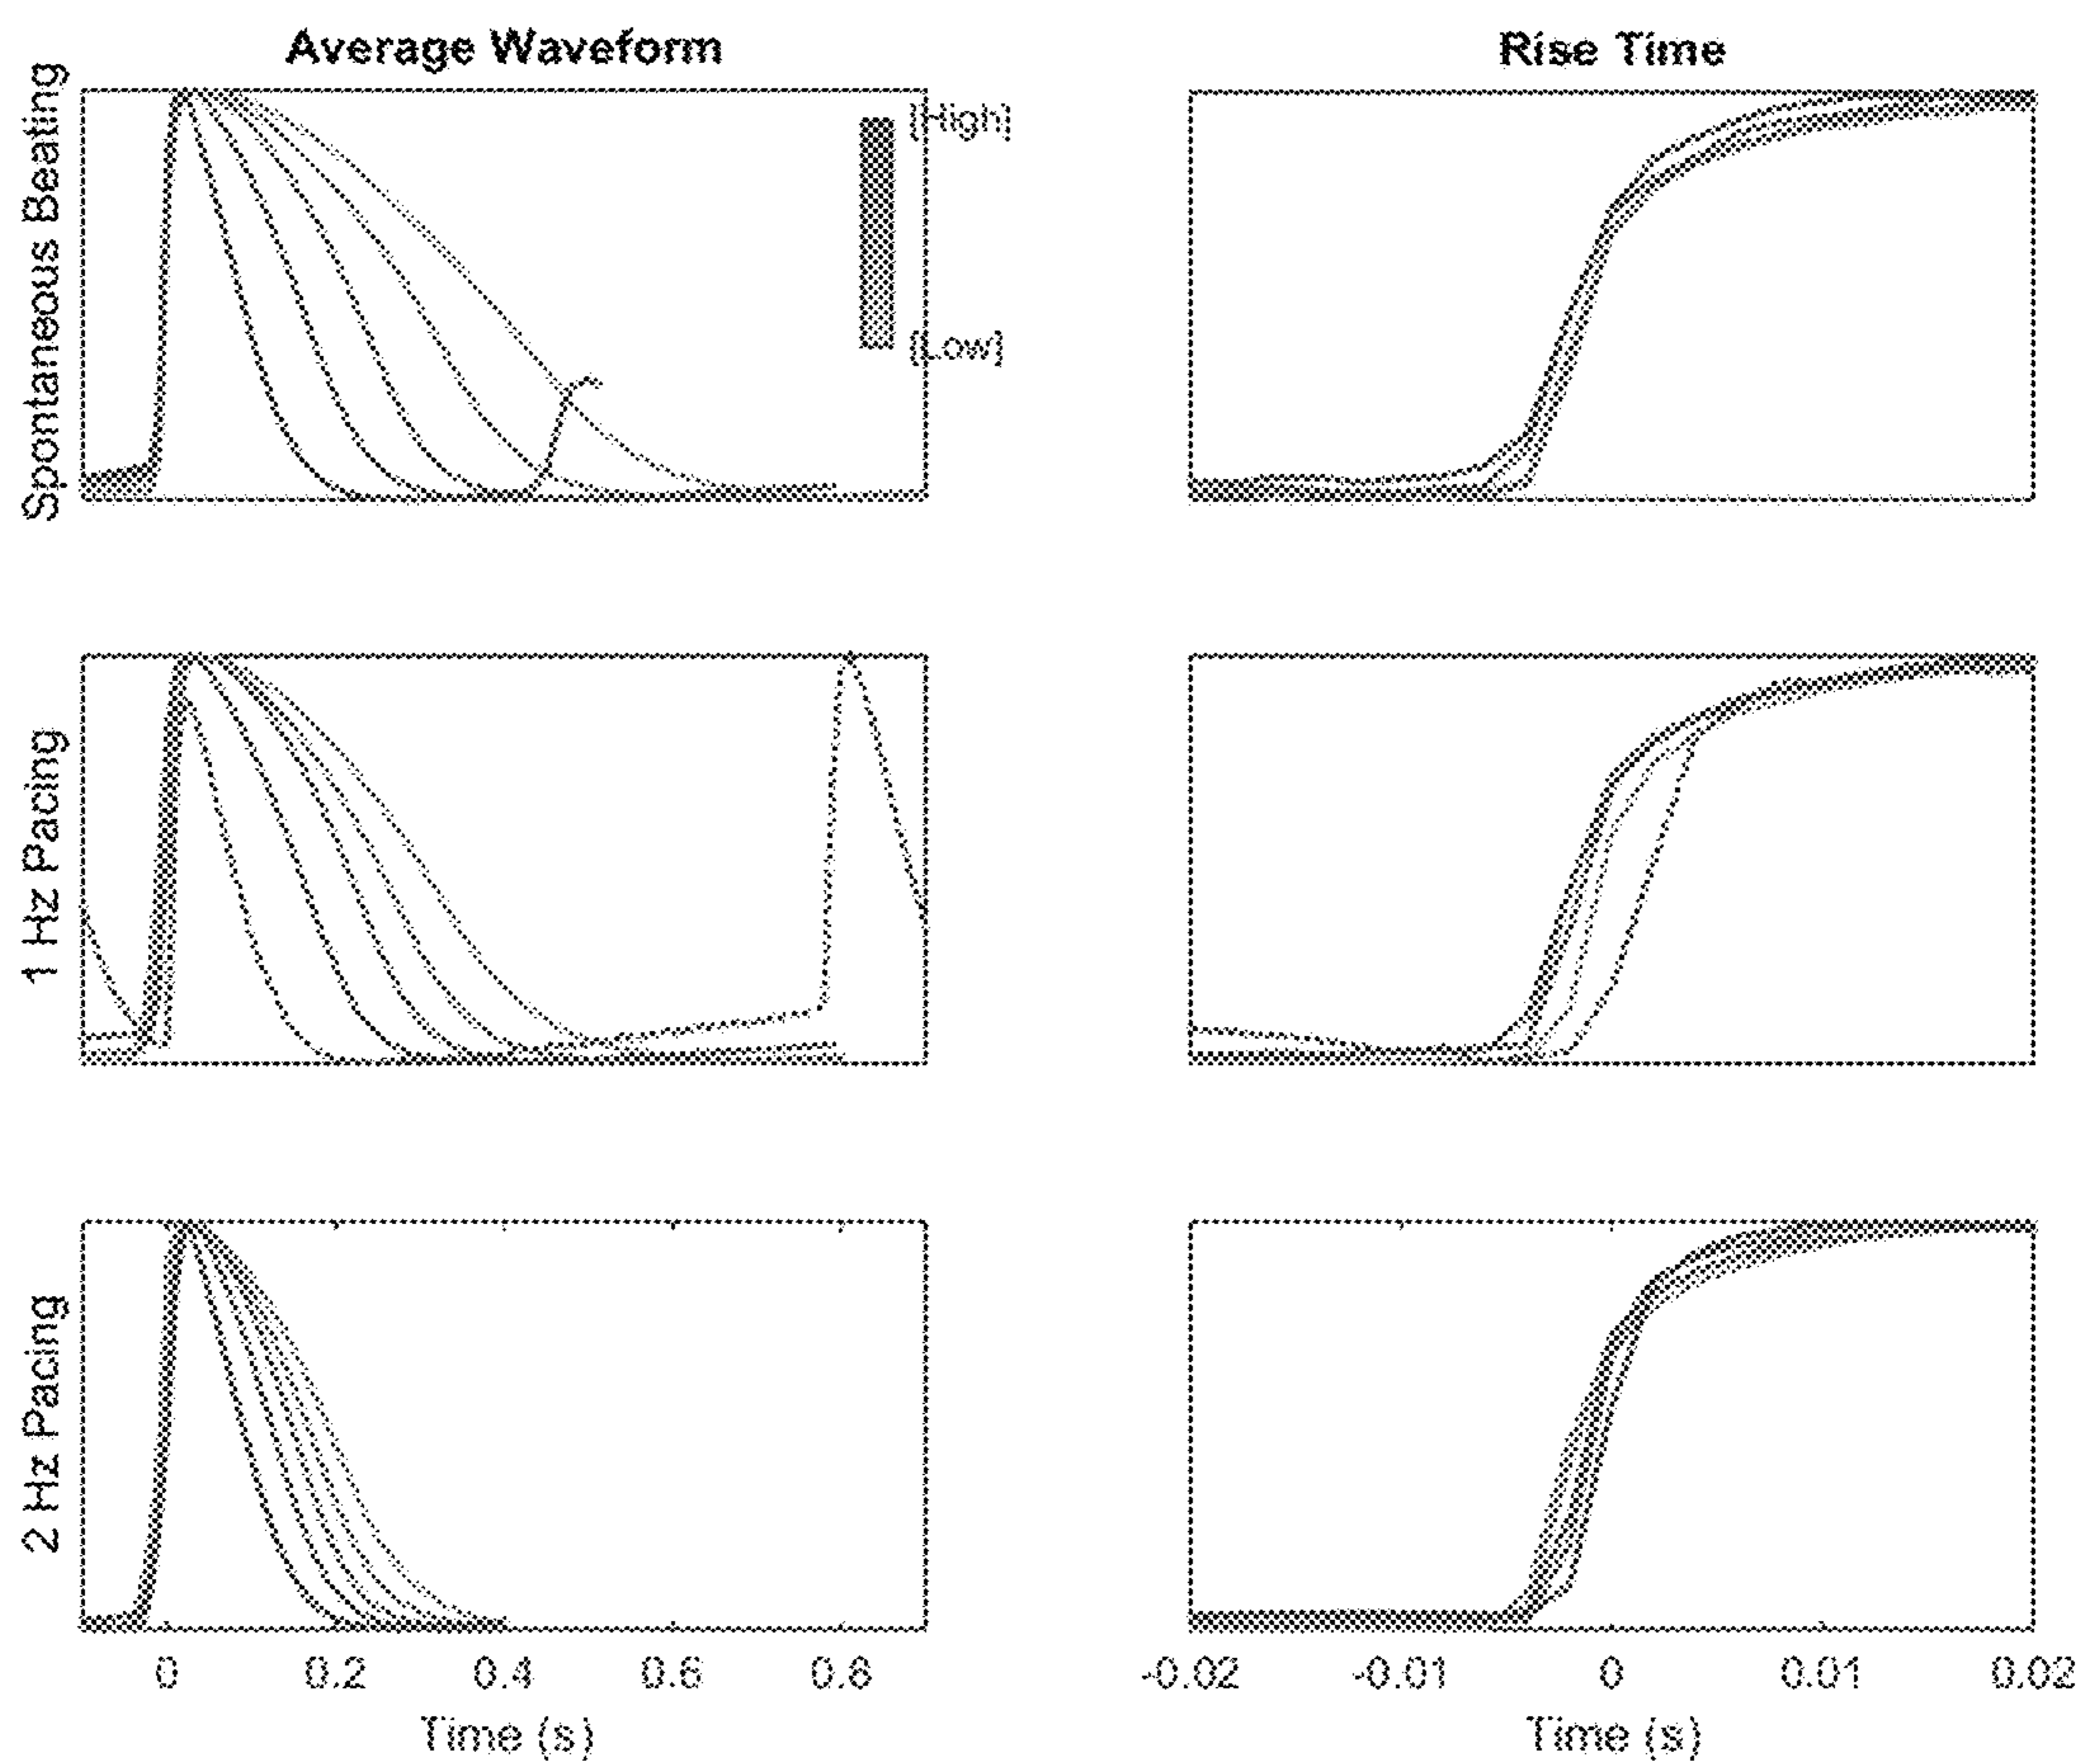 Average Waveform
Rise Time
Spontaneous Beating
[High]
[Low]
1 Hz Pacing
2 Hz Pacing
0 0.2 0.4 0.6 0.8
-0.02 -0.01 0 0.01 0.02
Time (s)
Time (s)